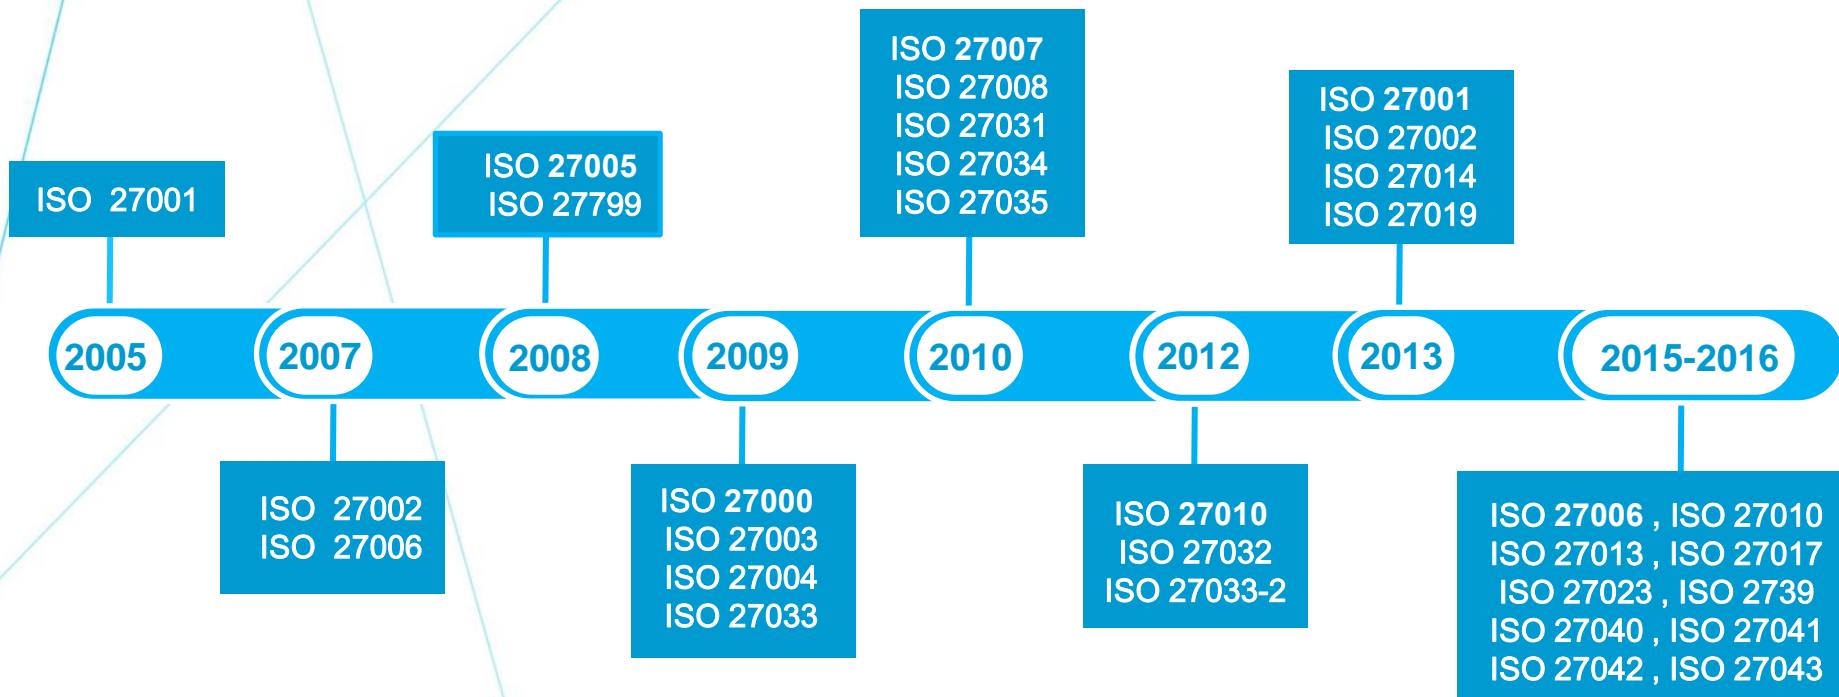 ISO 27001
ISO 27005
ISO 27799
ISO 27007
ISO 27008
ISO 27031
ISO 27034
ISO 27035
ISO 27001
ISO 27002
ISO 27014
ISO 27019
2005
2007
2008
2009
2010
2012
2013
2015-2016
ISO 27002
ISO 27006
ISO 27000
ISO 27003
ISO 27004
ISO 27033
ISO 27010
ISO 27032
ISO 27033-2
ISO 27006 , ISO 27010
ISO 27013 , ISO 27017
ISO 27023 , ISO 2739
ISO 27040 , ISO 27041
ISO 27042 , ISO 27043